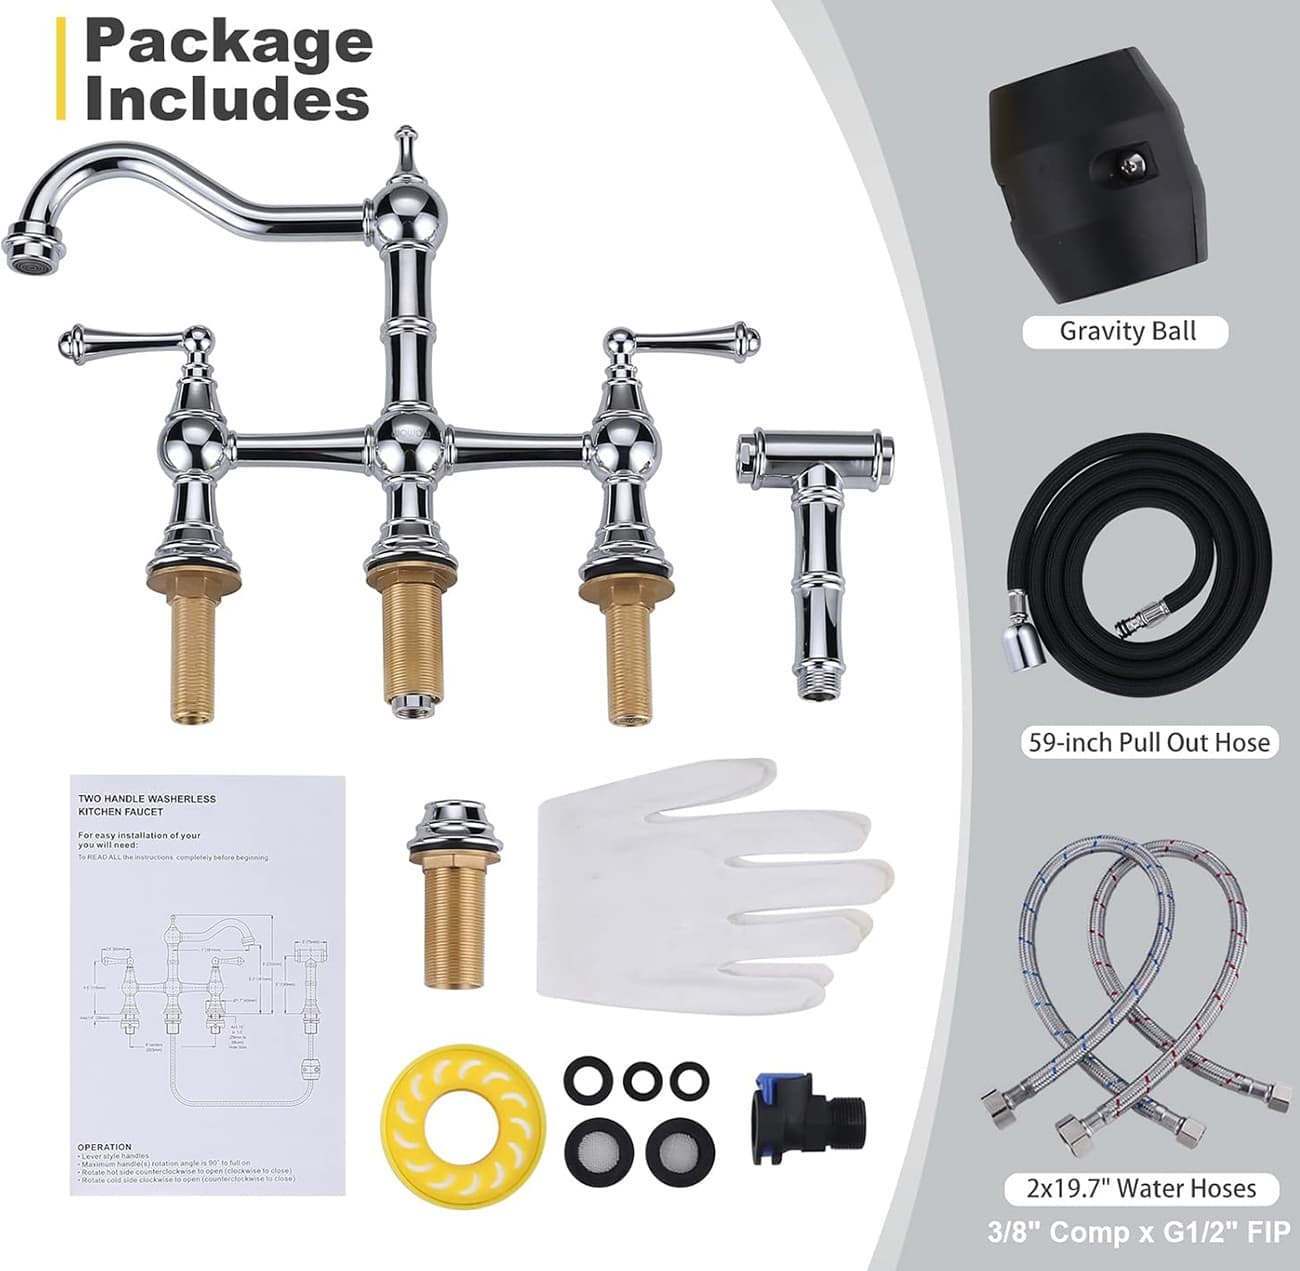 Package
Includes
Gravity Ball
59-inch Pull Out Hose
TWO HANDLE WASHERLESS
KITCHEN FAUCET
For easy installation of your
you will need:
To READ ALL the instructions completely before beginning
OPERATION
• Lever style handles
• Maximum handle(s) rotation angle is 90° to full on
• Rotate hot side counterclockwise to open (clockwise to close)
• Rotate cold side clockwise to open (counterclockwise to close)
2x19.7" Water Hoses
3/8" Comp x G1/2" FIP